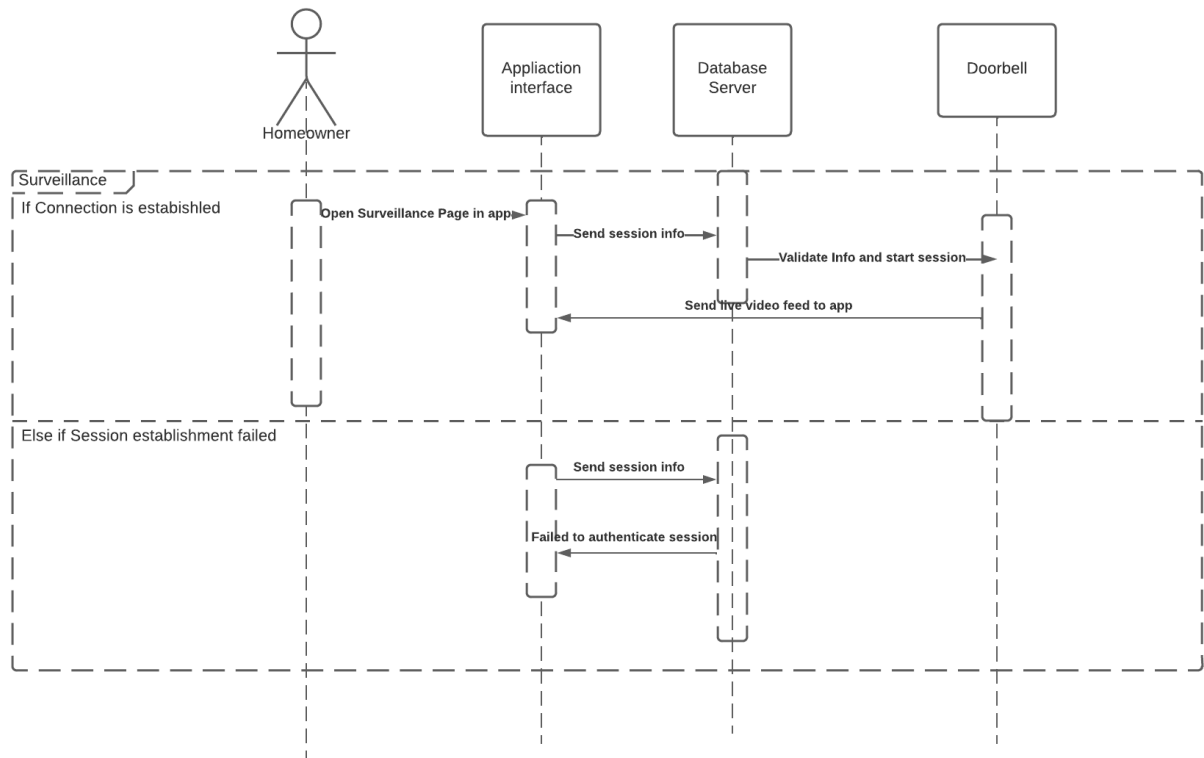 Homeowner
Appliaction
interface
Database
Server
Doorbell
Surveillance
If Connection is estabishled
Open Surveillance Page in app
Send session info
Validate Info and start session
Send live video feed to app
Else if Session establishment failed
Send session info
Failed to authenticate session